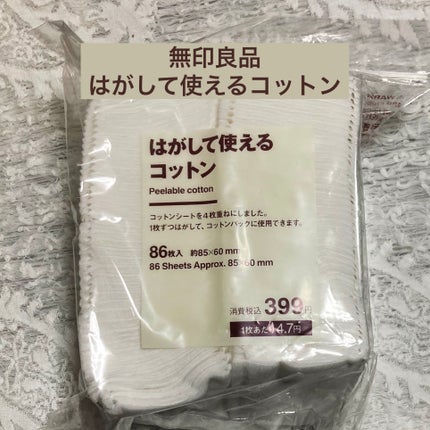 無印良品
はがして使えるコットン
はがして使える
コットン
Peelable cotton
コットンシートを4枚重ねにしました。
1枚ずつはがして、コットンパックに使用できます。
86枚入 約85×60mm
86 Sheets Approx. 85×60mm
消費税込 399円
1枚あたり4.7円